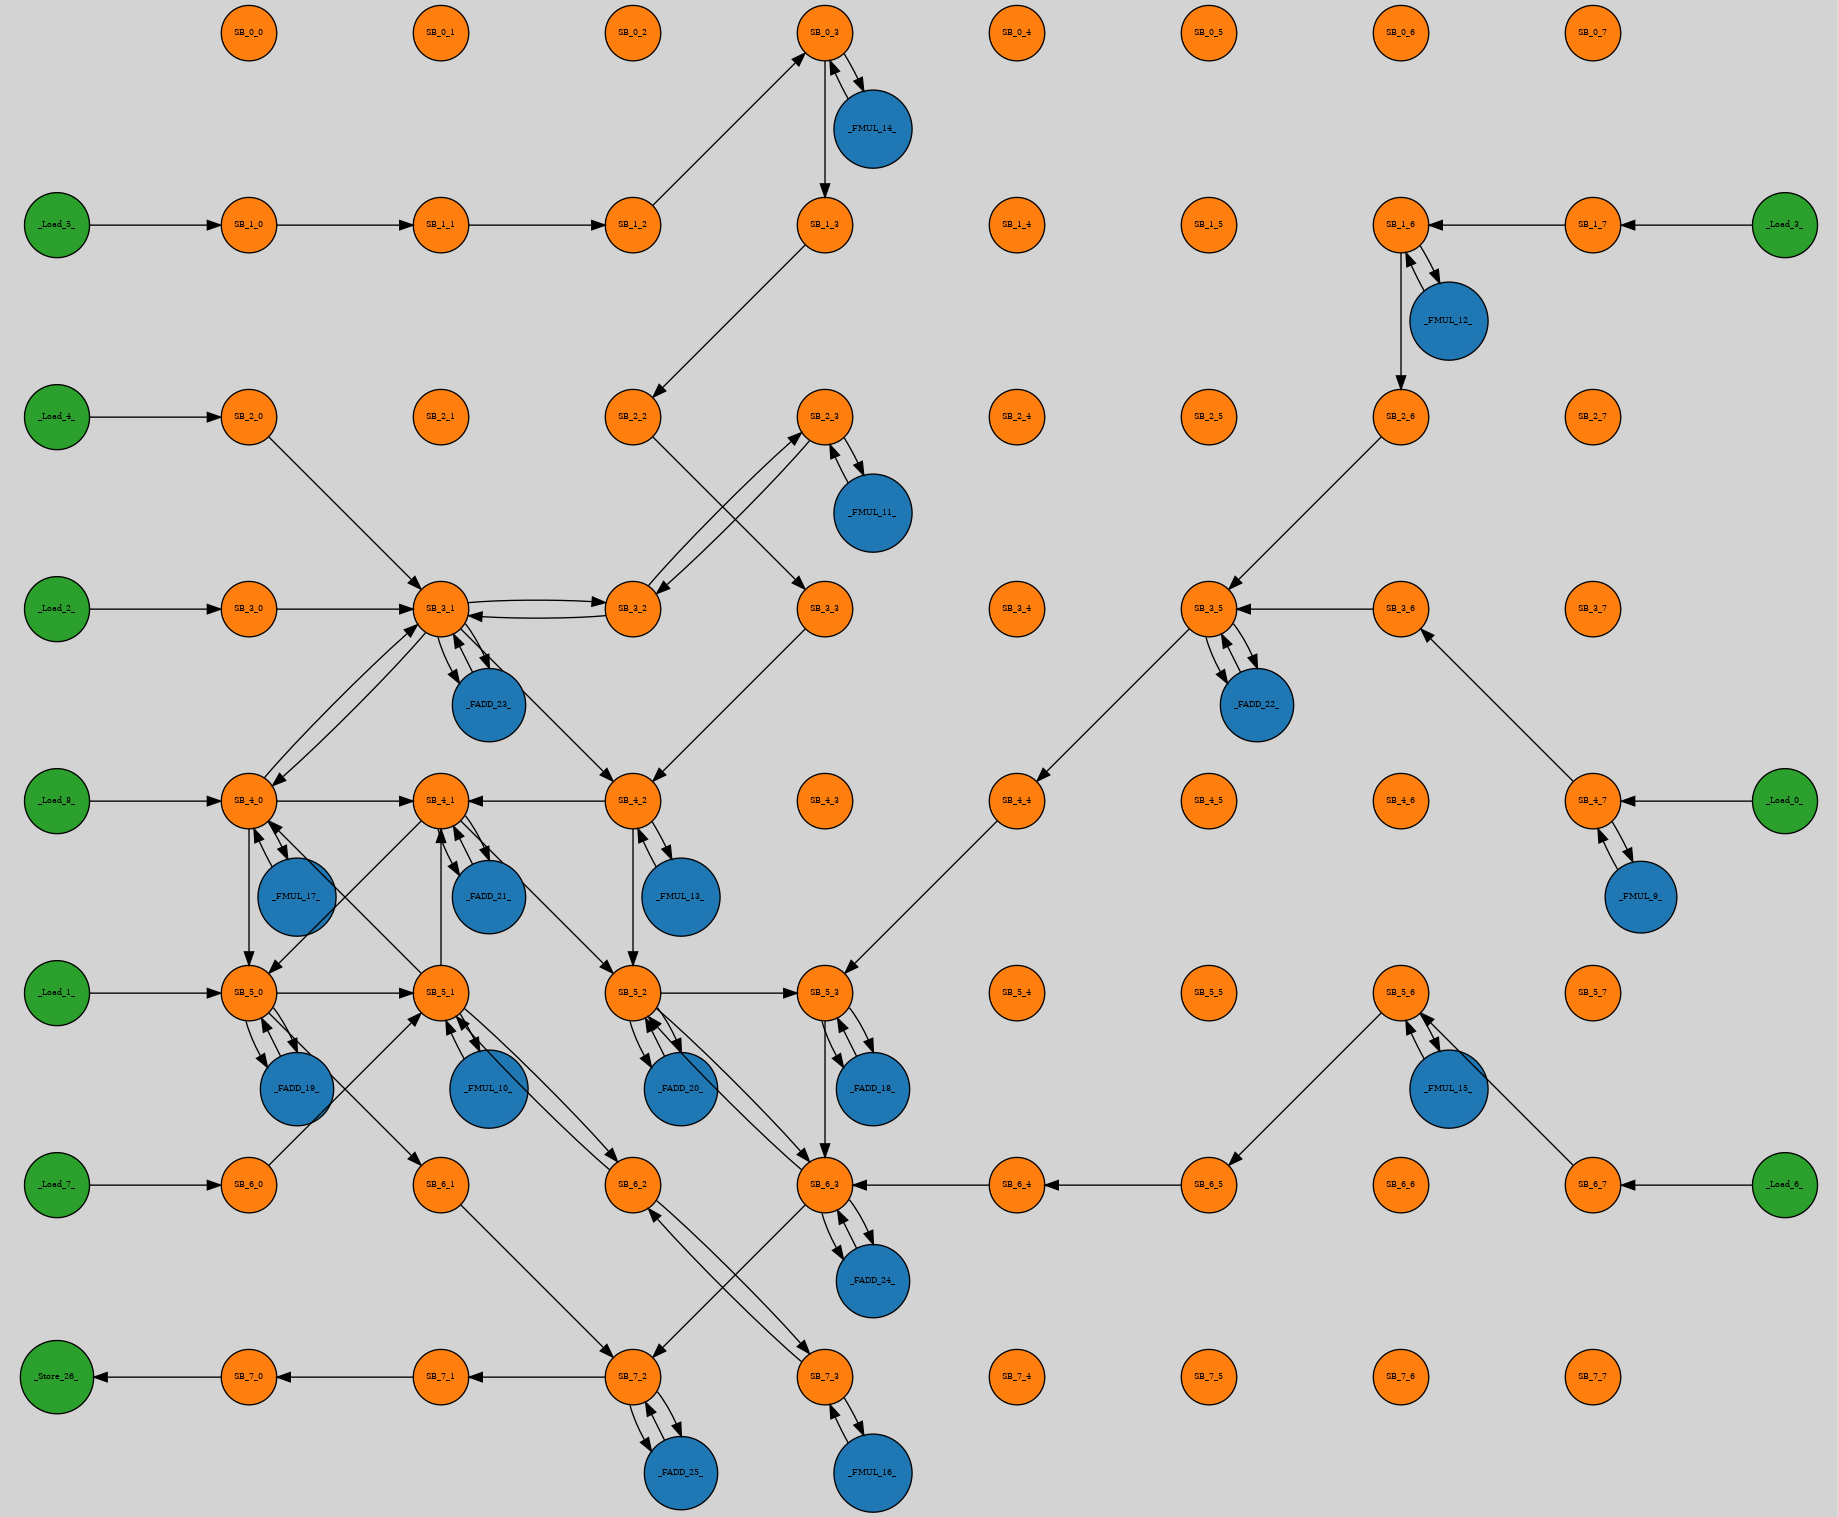 SB_0_0 SB_0_1 SB_0_2 SB_0_3 SB_0_4 SB_0_5 SB_0_6 SB_0_7
_FMUL_14_
_Load_5_ SB_1_0 SB_1_1 SB_1_2 SB_1_3 SB_1_4 SB_1_5 SB_1_6 SB_1_7 _Load_3_
_FMUL_12_
_Load_4_ SB_2_0 SB_2_1 SB_2_2 SB_2_3 SB_2_4 SB_2_5 SB_2_6 SB_2_7
_FMUL_11_
_Load_2_ SB_3_0 SB_3_1 SB_3_2 SB_3_3 SB_3_4 SB_3_5 SB_3_6 SB_3_7
_FADD_23_ _FADD_22_
_Load_8_ SB_4_0 SB_4_1 SB_4_2 SB_4_3 SB_4_4 SB_4_5 SB_4_6 SB_4_7 _Load_0_
_FMUL_17_ _FADD_21_ _FMUL_13_ _FMUL_9_
_Load_1_ SB_5_0 SB_5_1 SB_5_2 SB_5_3 SB_5_4 SB_5_5 SB_5_6 SB_5_7
_FADD_19_ _FMUL_10_ _FADD_20_ _FADD_18_ _FMUL_15_
_Load_7_ SB_6_0 SB_6_1 SB_6_2 SB_6_3 SB_6_4 SB_6_5 SB_6_6 SB_6_7 _Load_6_
_FADD_24_
_Store_26_ SB_7_0 SB_7_1 SB_7_2 SB_7_3 SB_7_4 SB_7_5 SB_7_6 SB_7_7
_FADD_25_ _FMUL_16_